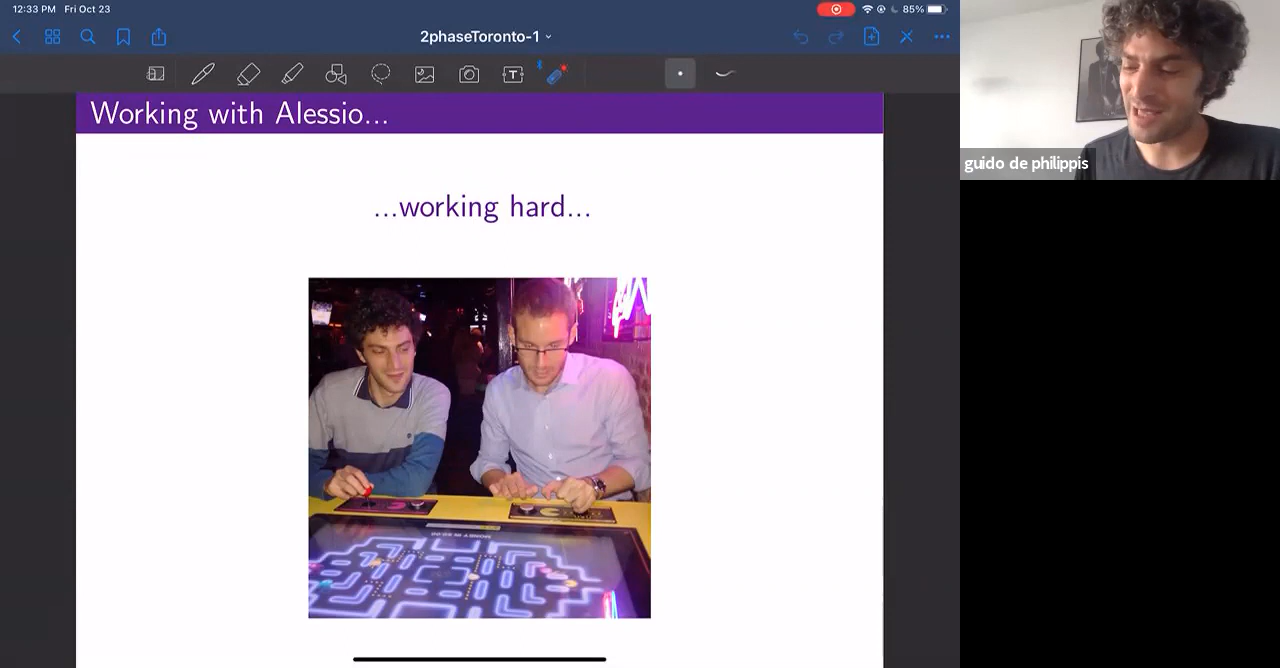 12:33 PM Fri Oct 23
85%
2phaseToronto-1
T
Working with Alessio...
...working hard...
guido de philippis